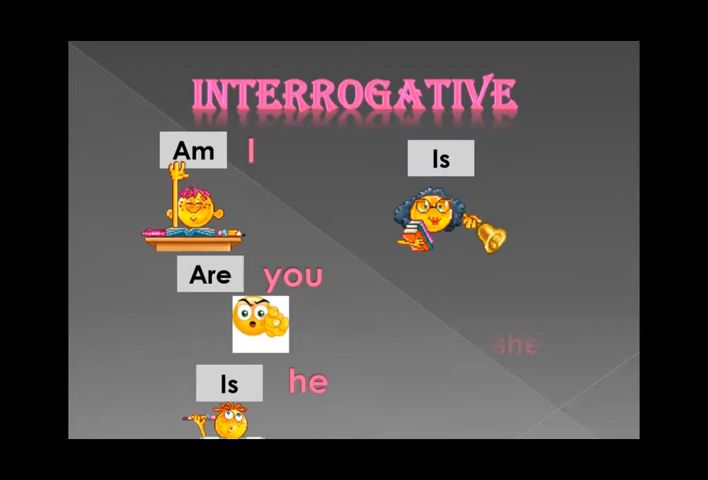 INTERROGATIVE
Am I
Are you
Is he
Is
she